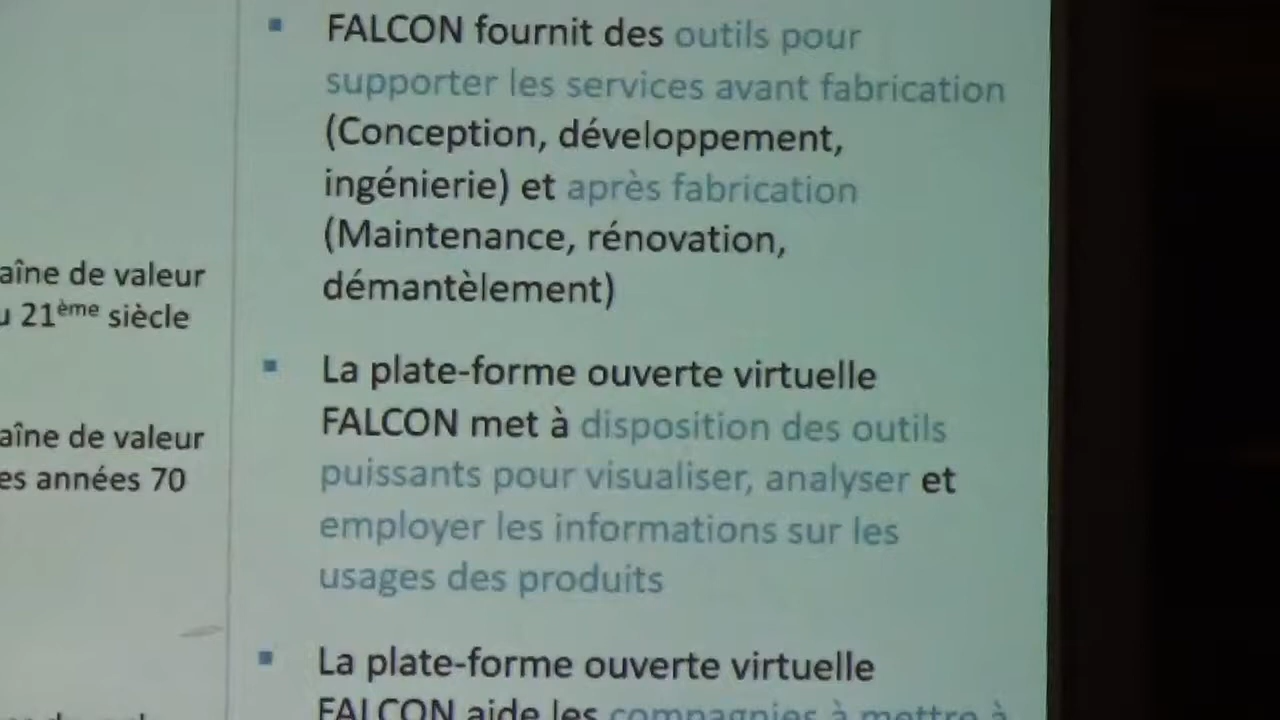 FALCON fournit des outils pour
supporter les services avant fabrication
(Conception, développement,
ingénierie) et après fabrication
(Maintenance, rénovation,
démantèlement)
aîne de valeur
u 21ème siècle
La plate-forme ouverte virtuelle
FALCON met à disposition des outils
puissants pour visualiser, analyser et
employer les informations sur les
usages des produits
aîne de valeur
es années 70
La plate-forme ouverte virtuelle
FALCON aide les compagnies à mettre à